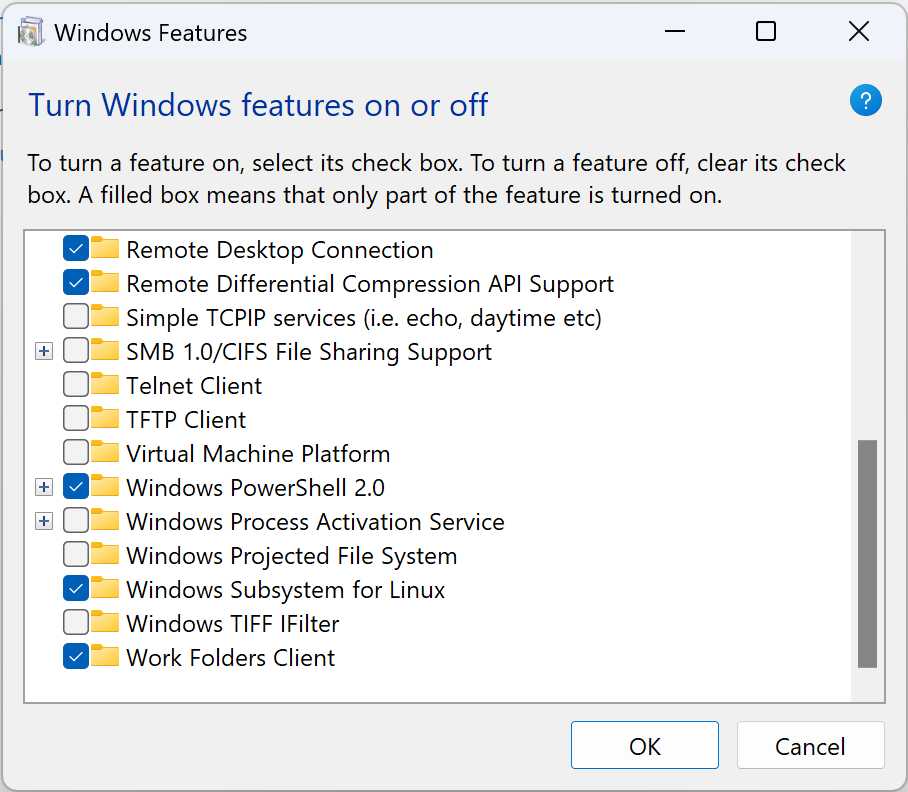 Windows Features
Turn Windows features on or off
?
To turn a feature on, select its check box. To turn a feature off, clear its check
box. A filled box means that only part of the feature is turned on.
Remote Desktop Connection
Remote Differential Compression API Support
Simple TCPIP services (i.e. echo, daytime etc)
SMB 1.0/CIFS File Sharing Support
Telnet Client
TFTP Client
Virtual Machine Platform
Windows PowerShell 2.0
Windows Process Activation Service
Windows Projected File System
Windows Subsystem for Linux
Windows TIFF IFilter
Work Folders Client
OK
Cancel